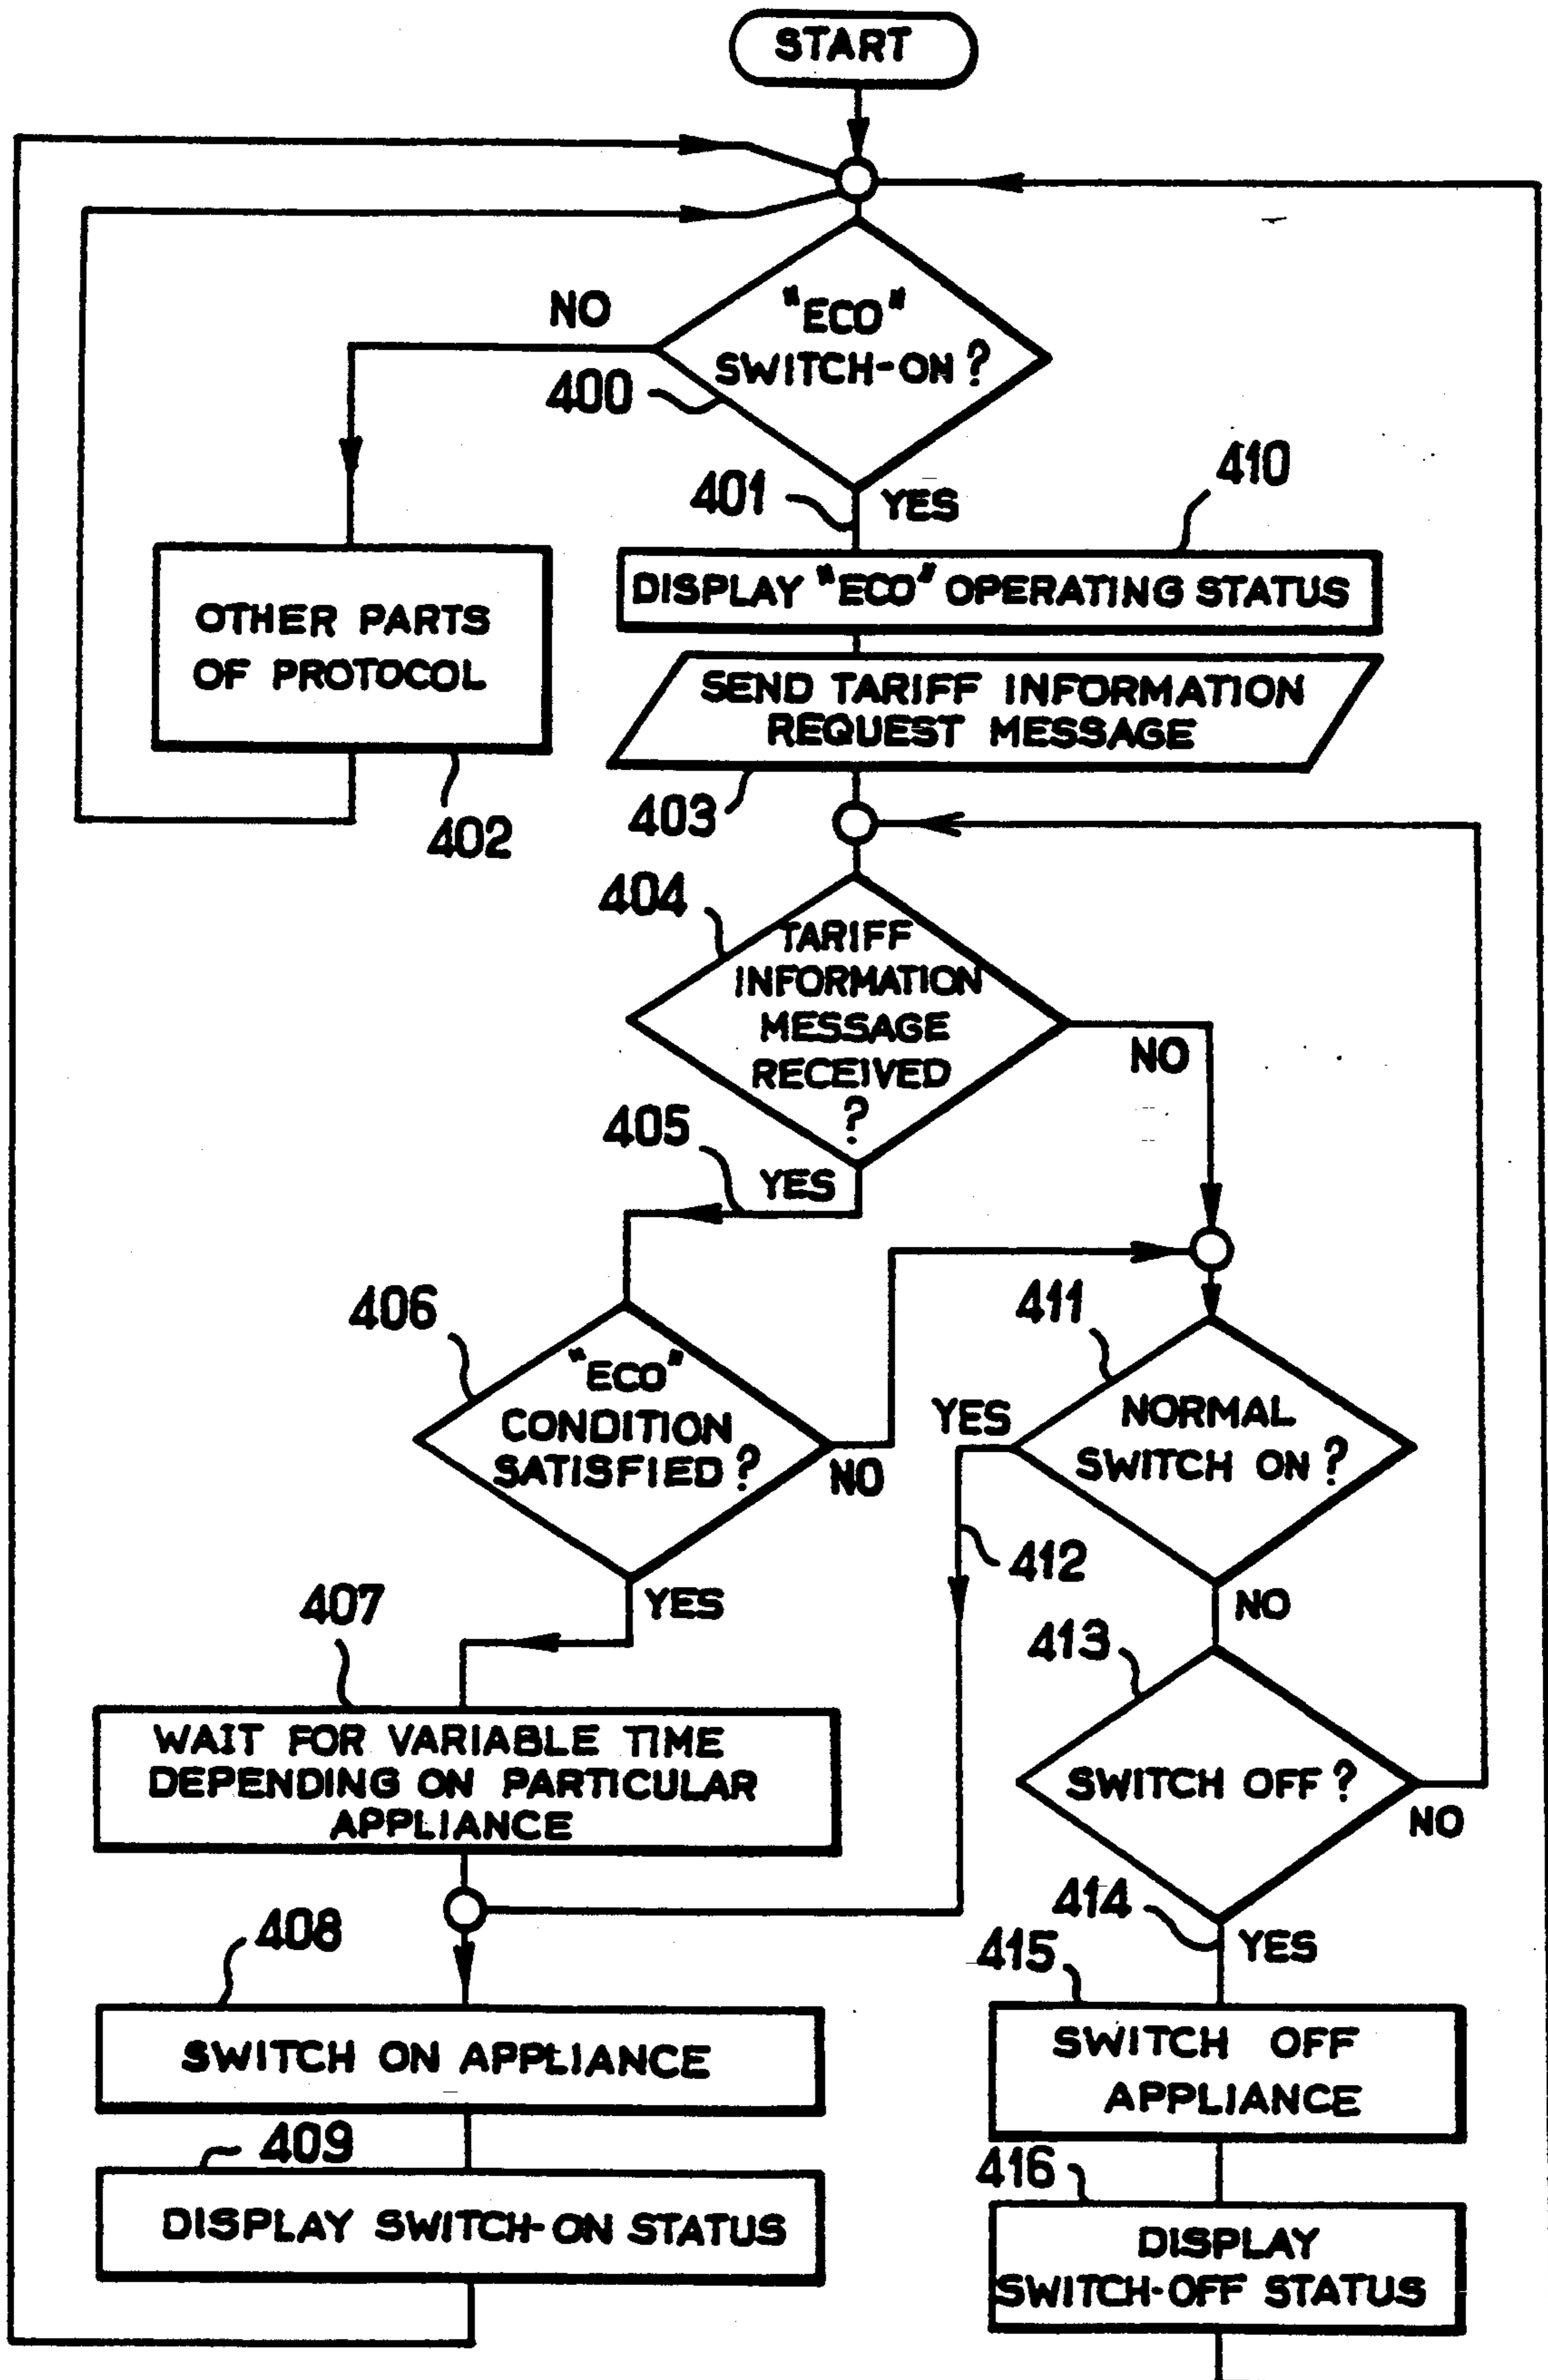 START
NO
"ECO"
SWITCH-ON?
400
401
YES
410
DISPLAY "ECO" OPERATING STATUS
OTHER PARTS
OF PROTOCOL
402
SEND TARIFF INFORMATION
REQUEST MESSAGE
403
404
TARIFF
INFORMATION
MESSAGE
RECEIVED
?
NO
405
YES
406
"ECO"
CONDITION
SATISFIED?
NO
411
YES
NORMAL
SWITCH ON?
412
NO
407
YES
413
WAIT FOR VARIABLE TIME
DEPENDING ON PARTICULAR
APPLIANCE
SWITCH OFF?
NO
414
YES
408
415
SWITCH ON APPLIANCE
SWITCH OFF
APPLIANCE
409
416
DISPLAY SWITCH-ON STATUS
DISPLAY
SWITCH-OFF STATUS